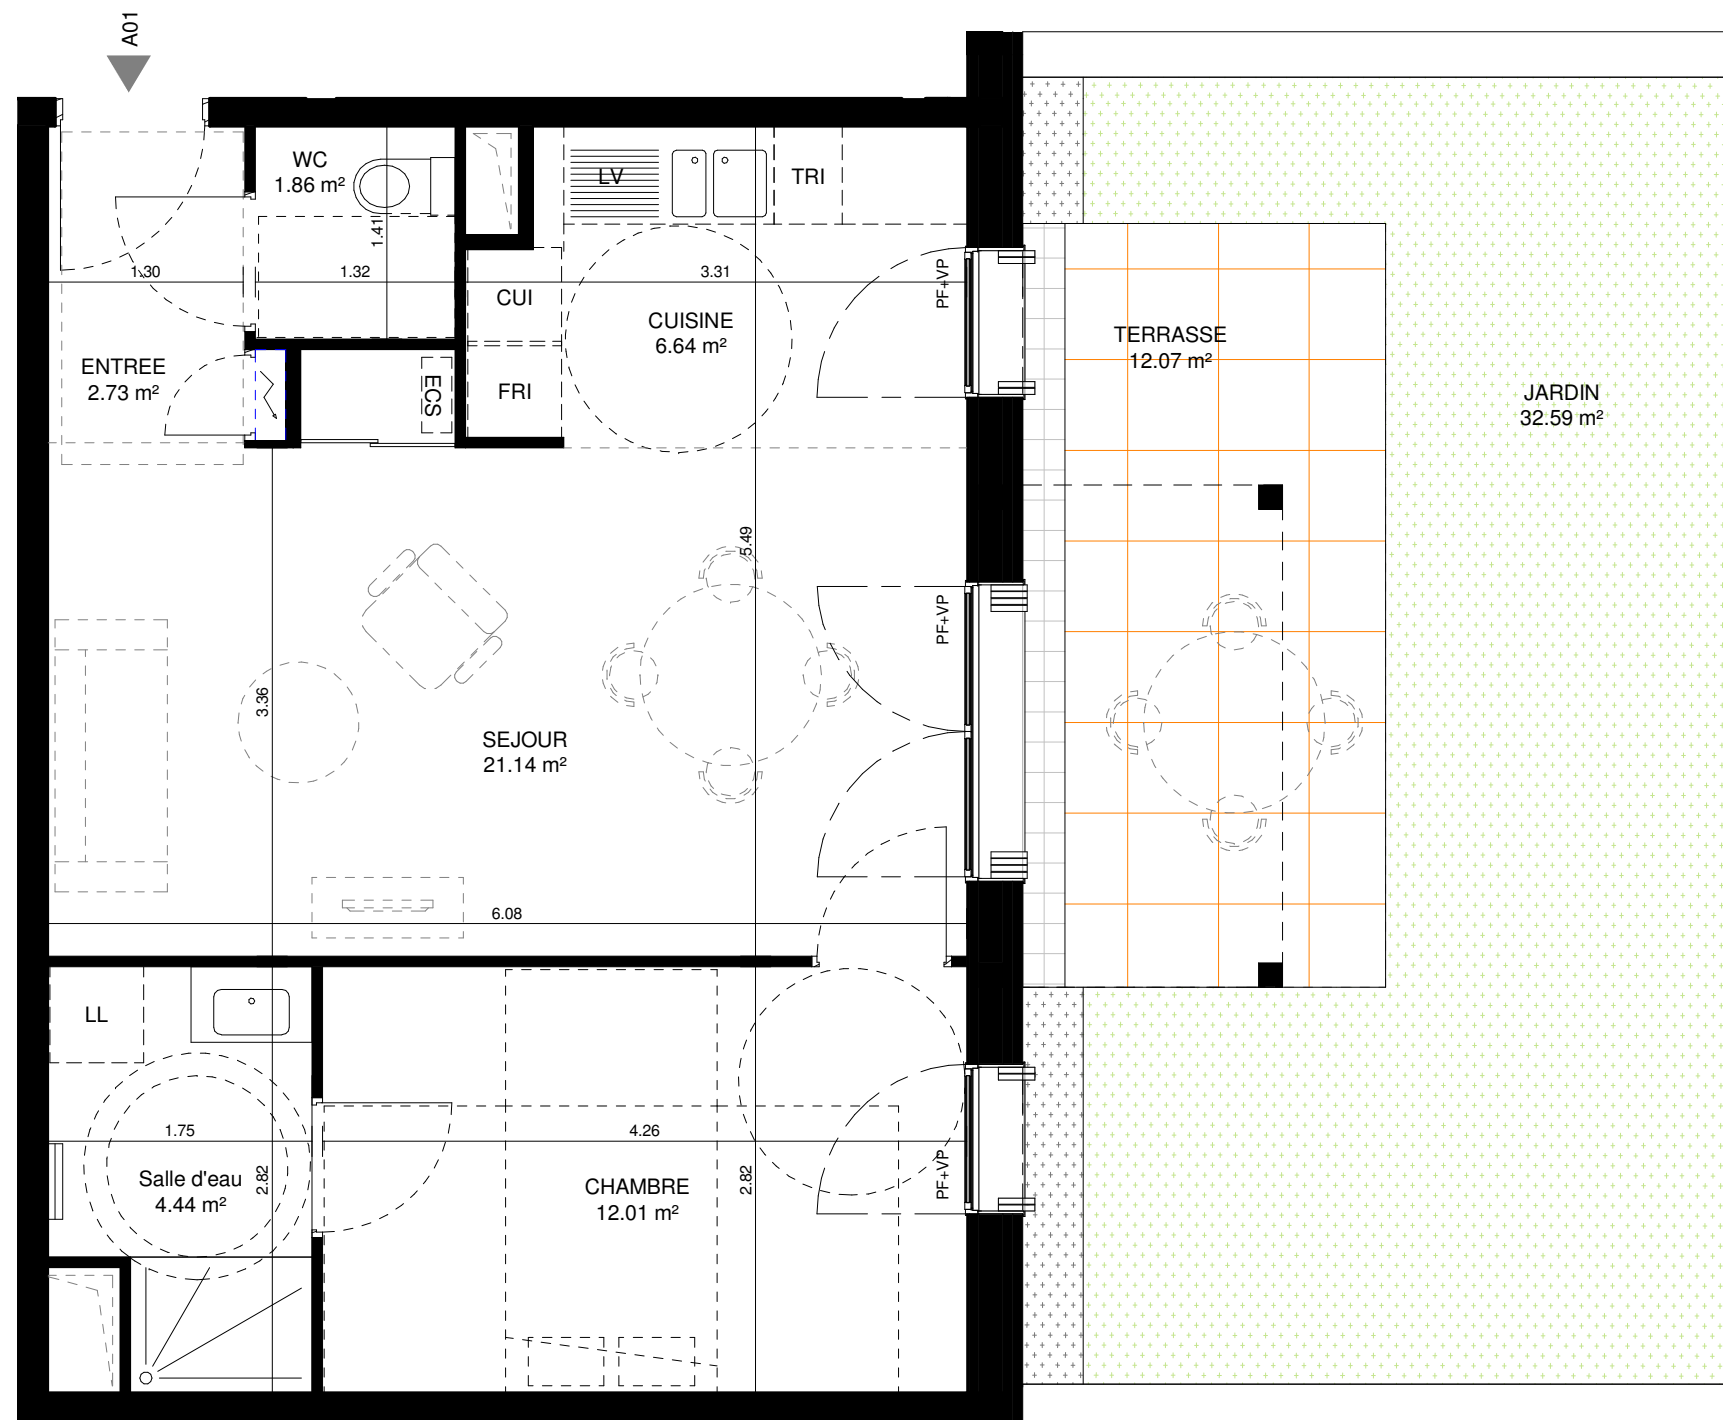 A01
WC
1.86 m²
LV
TRI
1.41
1.30
1.32
3.31
CUI
PF+VP
CUISINE
6.64 m²
TERRASSE
12.07 m²
ENTREE
2.73 m²
ECS
FRI
JARDIN
32.59 m²
5.49
PF+VP
3.36
SEJOUR
21.14 m²
6.08
LL
1.75
4.26
Salle d'eau
4.44 m²
2.82
CHAMBRE
12.01 m²
2.82
PF+VP